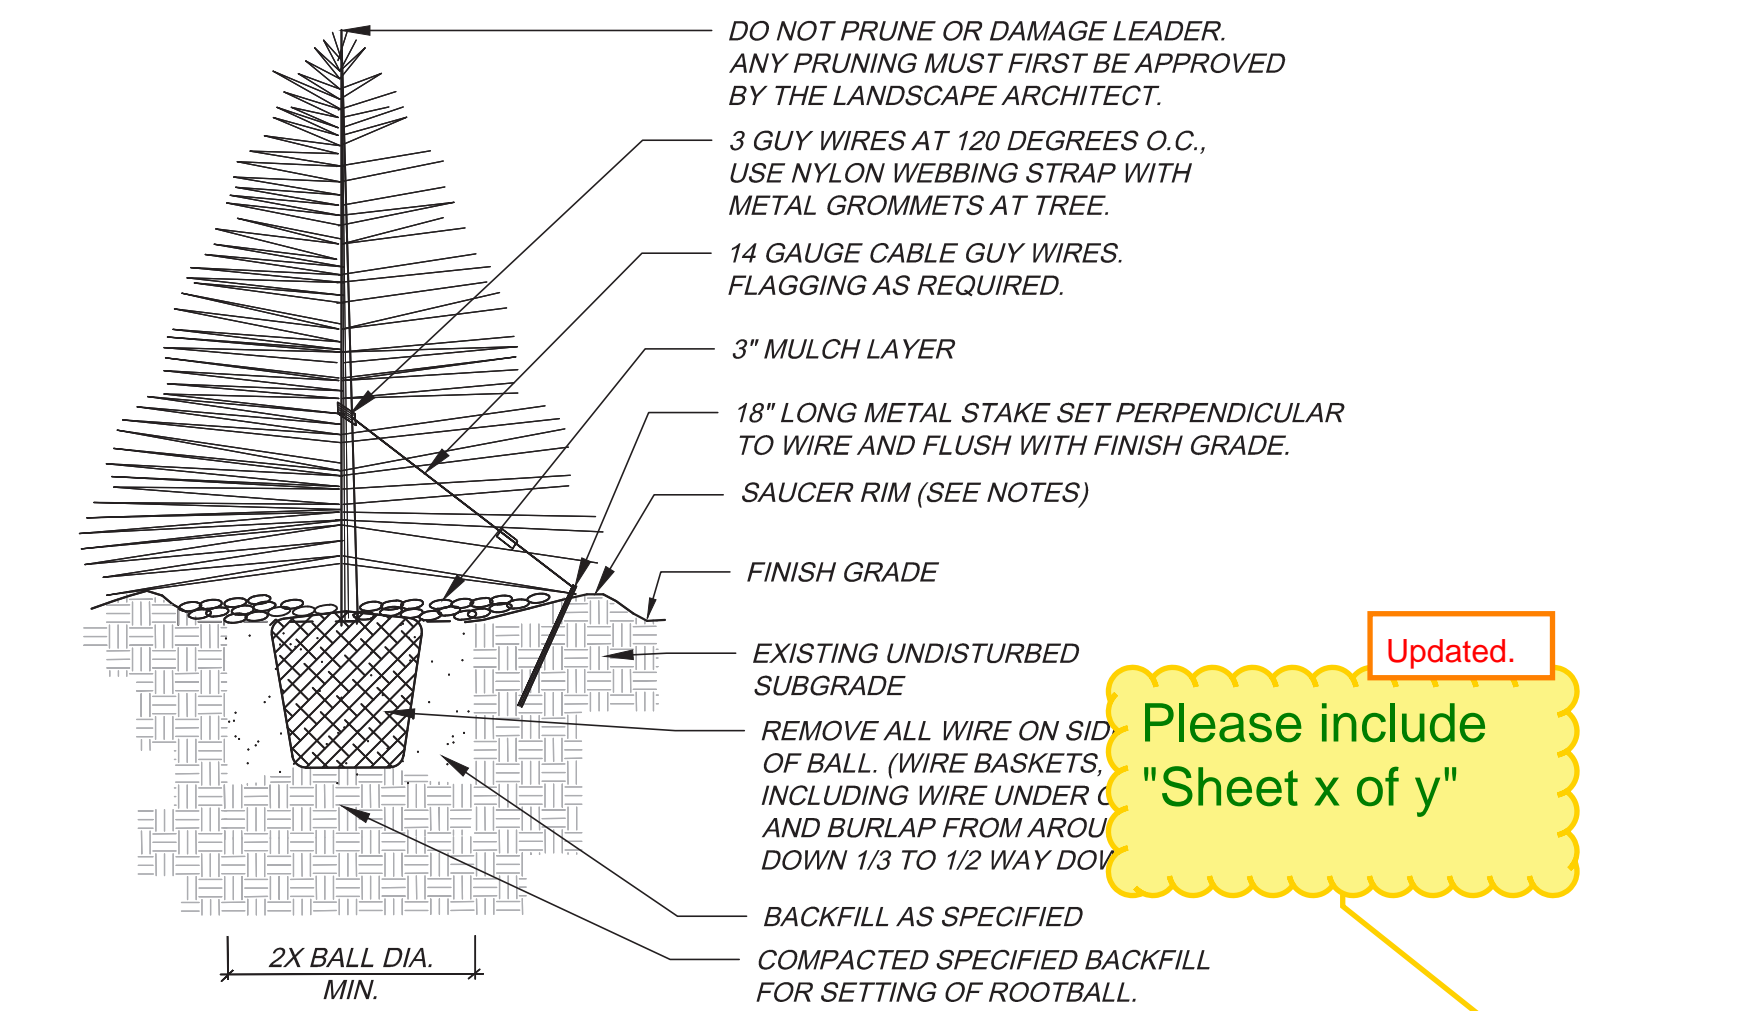 DO NOT PRUNE OR DAMAGE LEADER.
ANY PRUNING MUST FIRST BE APPROVED
BY THE LANDSCAPE ARCHITECT.
3 GUY WIRES AT 120 DEGREES O.C.,
USE NYLON WEBBING STRAP WITH
METAL GROMMETS AT TREE.
14 GAUGE CABLE GUY WIRES.
FLAGGING AS REQUIRED.
3" MULCH LAYER
18" LONG METAL STAKE SET PERPENDICULAR
TO WIRE AND FLUSH WITH FINISH GRADE.
SAUCER RIM (SEE NOTES)
FINISH GRADE
EXISTING UNDISTURBED
SUBGRADE
REMOVE ALL WIRE ON
OF BALL. (WIRE BASKETS,
INCLUDING WIRE UNDER
AND BURLAP FROM
DOWN 1/3 TO 1/2 WAY
BACKFILL AS SPECIFIED
COMPACTED SPECIFIED BACKFILL
FOR SETTING OF ROOTBALL.
2X BALL DIA.
MIN.
Updated.
Please include
"Sheet x of y"